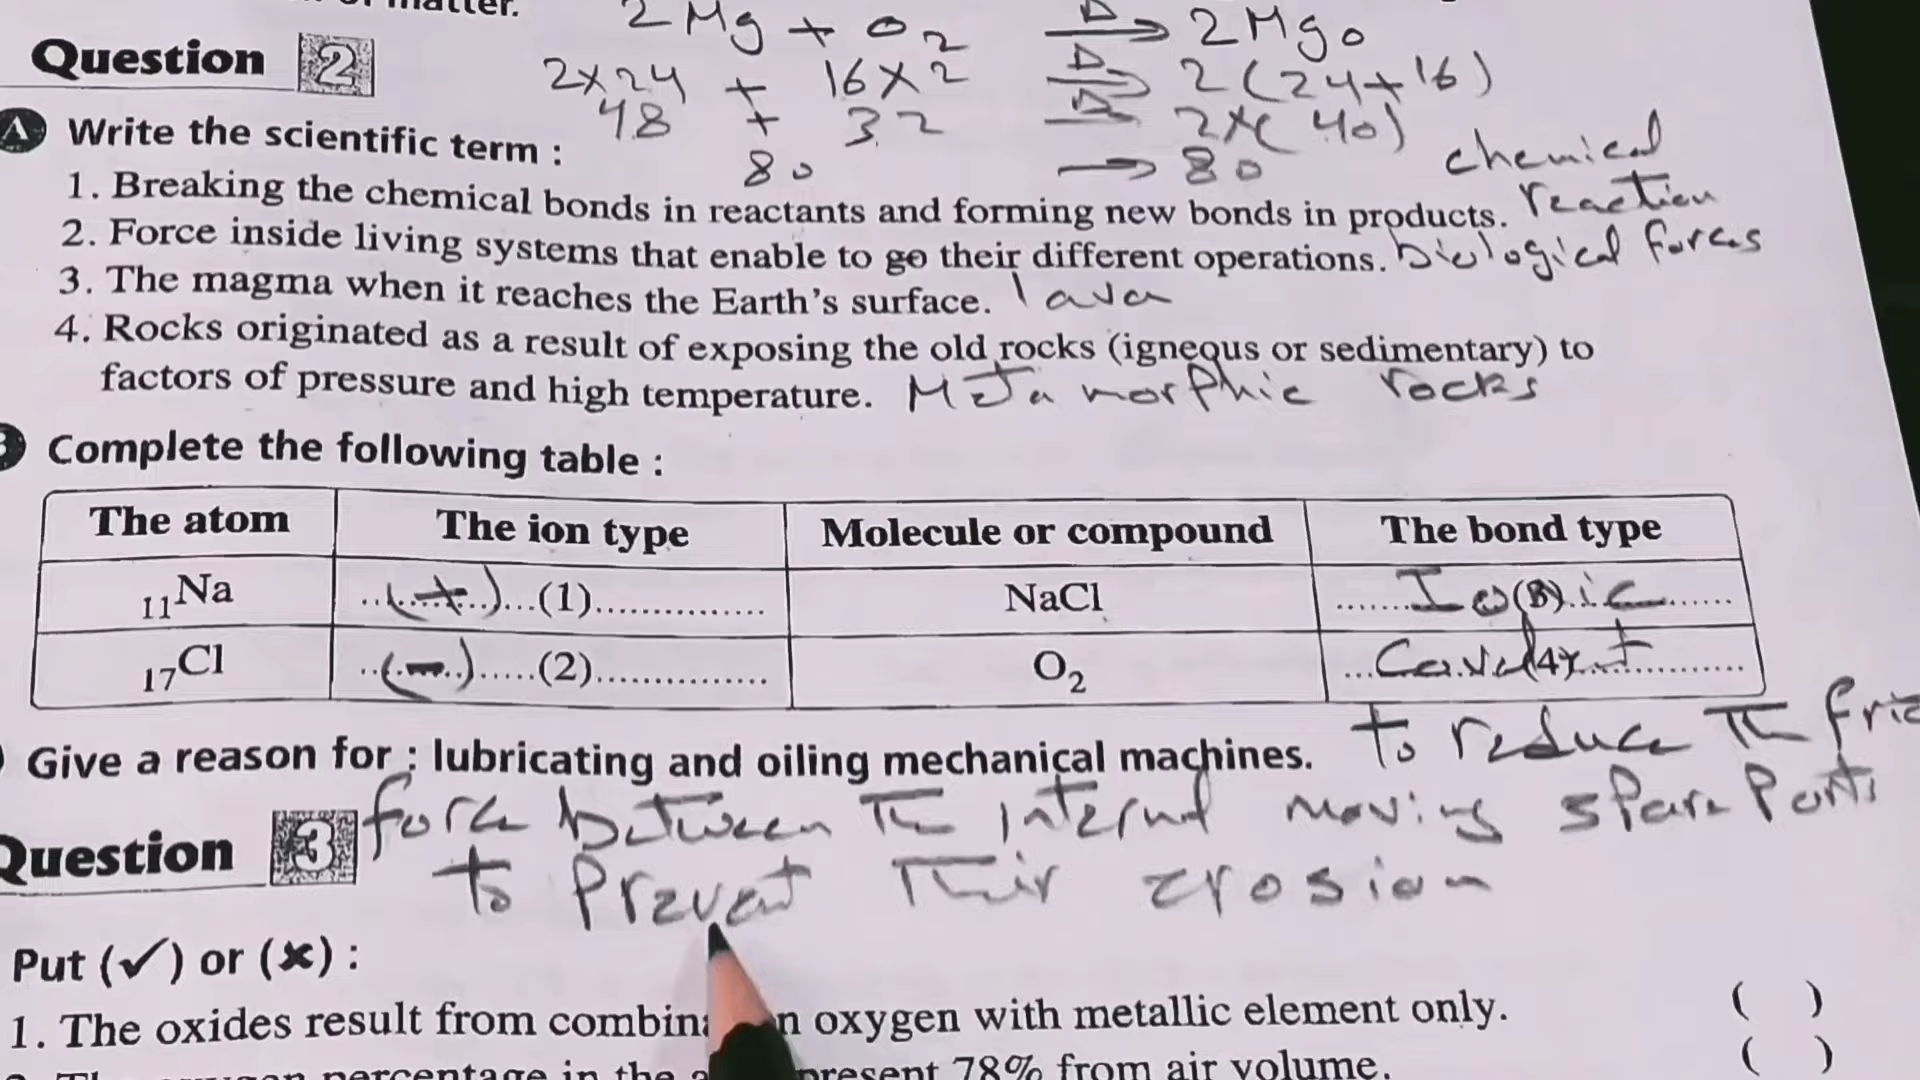 matter.
2Mg + O2 Δ→ 2MgO
Question 2
2×24 + 16×2 Δ→ 2(24+16)
48 + 32 Δ→ 2×(40)
A Write the scientific term :
80 → 80
chemical
1. Breaking the chemical bonds in reactants and forming new bonds in products. reaction
2. Force inside living systems that enable to go their different operations. biological forces
3. The magma when it reaches the Earth's surface. lava
4. Rocks originated as a result of exposing the old rocks (igneous or sedimentary) to
factors of pressure and high temperature. Metamorphic rocks
Complete the following table :
The atom The ion type Molecule or compound The bond type
₁₁Na ..(+)...(1).............. NaCl .......Ionic.......
₁₇Cl ..(-).....(2).............. O₂ ...Covalent(4)............
Give a reason for : lubricating and oiling mechanical machines. to reduce the fric
force between the internal moving spare parts
Question 3
to prevent their erosion
Put (✓) or (✗) :
1. The oxides result from oxygen with metallic element only. ( )
percentage in the present 78% from air volume. ( )